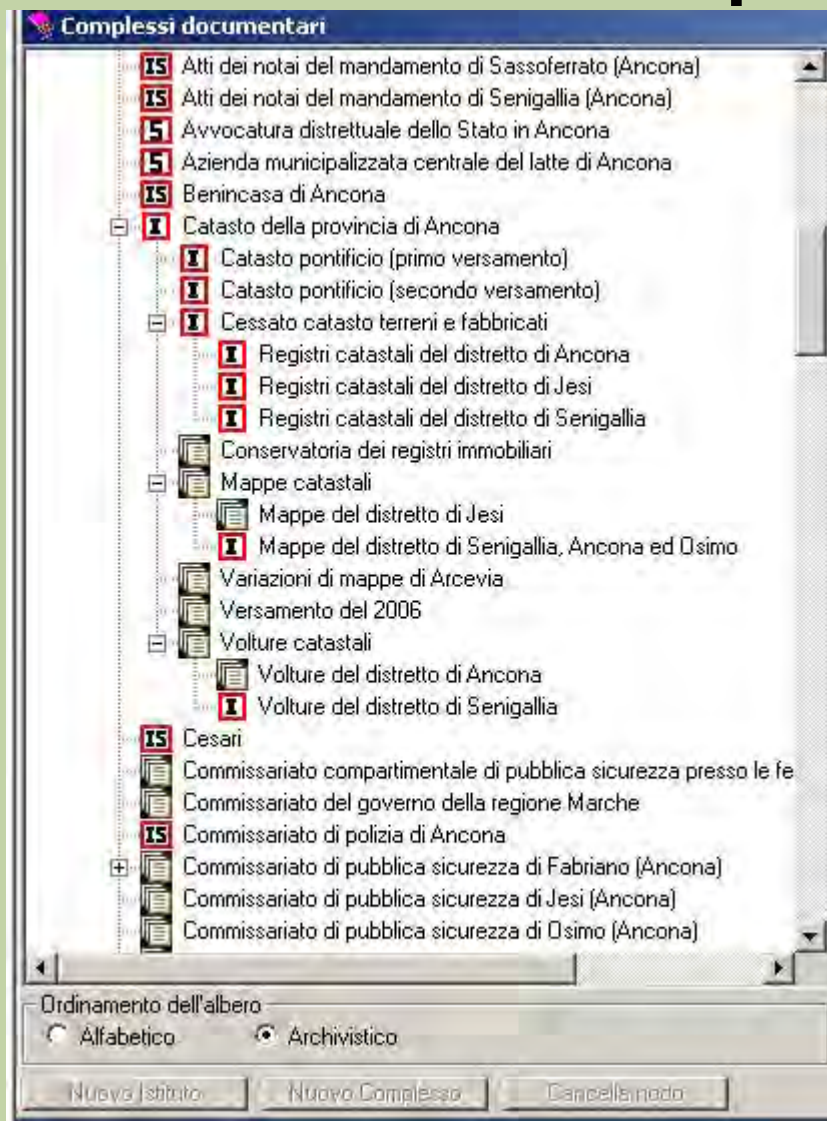 Complessi documentari
IS Atti dei notai del mandamento di Sassoferrato (Ancona)
IS Atti dei notai del mandamento di Senigallia (Ancona)
S Avvocatura distrettuale dello Stato in Ancona
S Azienda municipalizzata centrale del latte di Ancona
IS Benincasa di Ancona
I Catasto della provincia di Ancona
I Catasto pontificio (primo versamento)
I Catasto pontificio (secondo versamento)
I Cessato catasto terreni e fabbricati
I Registri catastali del distretto di Ancona
I Registri catastali del distretto di Jesi
I Registri catastali del distretto di Senigallia
Conservatoria dei registri immobiliari
Mappe catastali
Mappe del distretto di Jesi
I Mappe del distretto di Senigallia, Ancona ed Osimo
Variazioni di mappe di Arcevia
Versamento del 2006
Volture catastali
Volture del distretto di Ancona
I Volture del distretto di Senigallia
IS Cesari
Commissariato compartimentale di pubblica sicurezza presso le fe
Commissariato del governo della regione Marche
IS Commissariato di polizia di Ancona
Commissariato di pubblica sicurezza di Fabriano (Ancona)
Commissariato di pubblica sicurezza di Jesi (Ancona)
Commissariato di pubblica sicurezza di Osimo (Ancona)
Ordinamento dell'albero
Alfabetico Archivistico
Nuovo Istituto Nuovo Complesso Cancella nodo